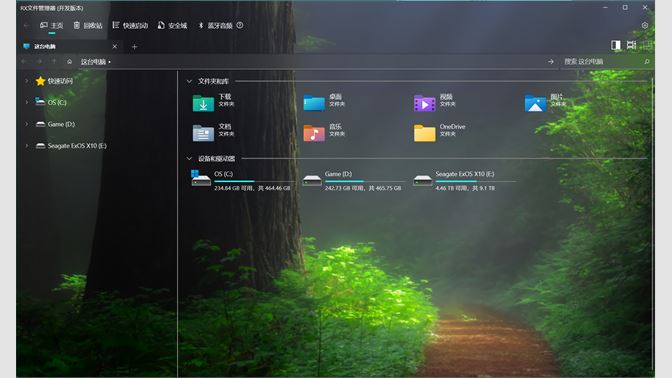 RX文件管理器 (开发版本)
主页 回收站 快速启动 安全域 蓝牙音频
这台电脑
这台电脑
搜索 这台电脑
快速访问
OS (C:)
Game (D:)
Seagate ExOS X10 (E:)
文件夹和库
下载
文件夹
桌面
文件夹
视频
文件夹
图片
文件夹
文档
文件夹
音乐
文件夹
OneDrive
文件夹
设备和驱动器
OS (C:)
234.84 GB 可用, 共 464.46 GB
Game (D:)
242.73 GB 可用, 共 465.75 GB
Seagate ExOS X10 (E:)
4.46 TB 可用, 共 9.1 TB